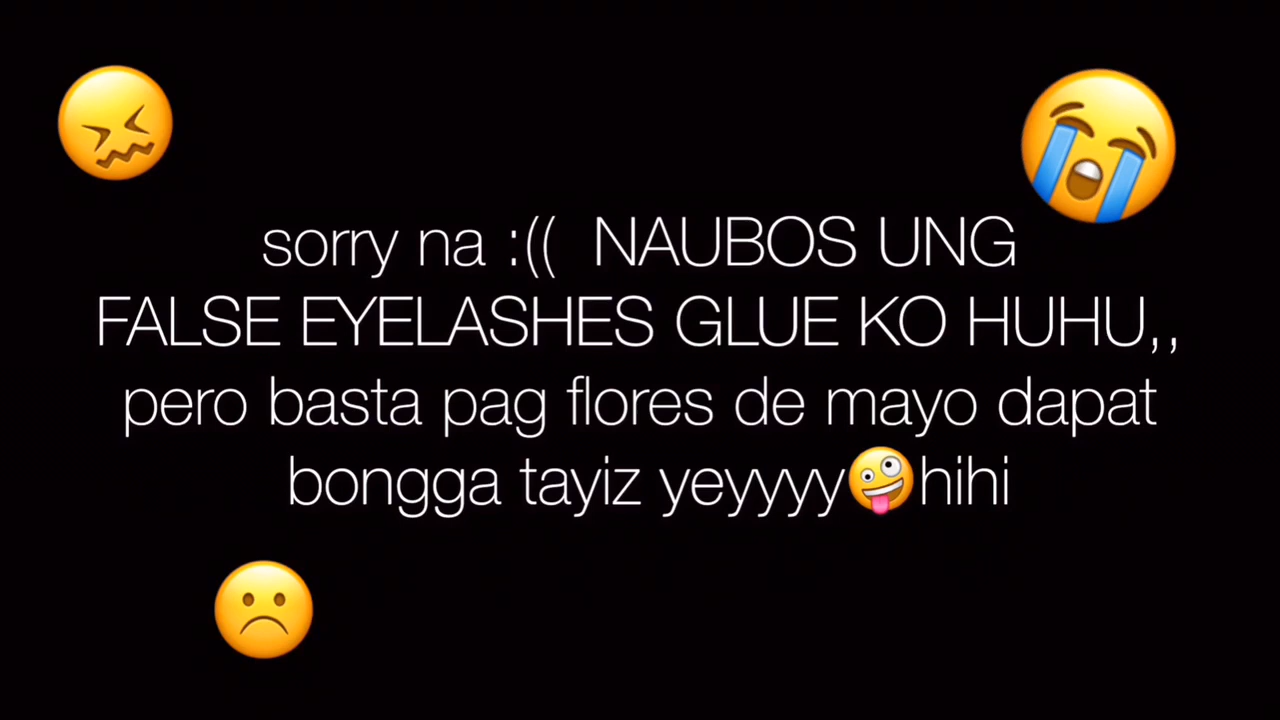 sorry na :((  NAUBOS UNG
FALSE EYELASHES GLUE KO HUHU,,
pero basta pag flores de mayo dapat
bongga tayiz yeyyyy🤪hihi